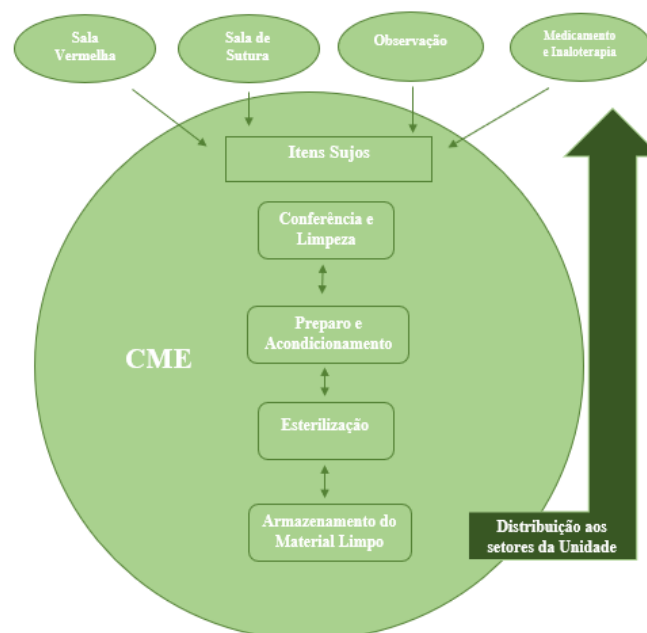 Sala
Vermelha
Sala de
Sutura
Observação
Medicamento
e Inaloterapia
Itens Sujos
Conferência e
Limpeza
Preparo e
Acondicionamento
CME
Esterilização
Armazenamento do
Material Limpo
Distribuição aos
setores da Unidade